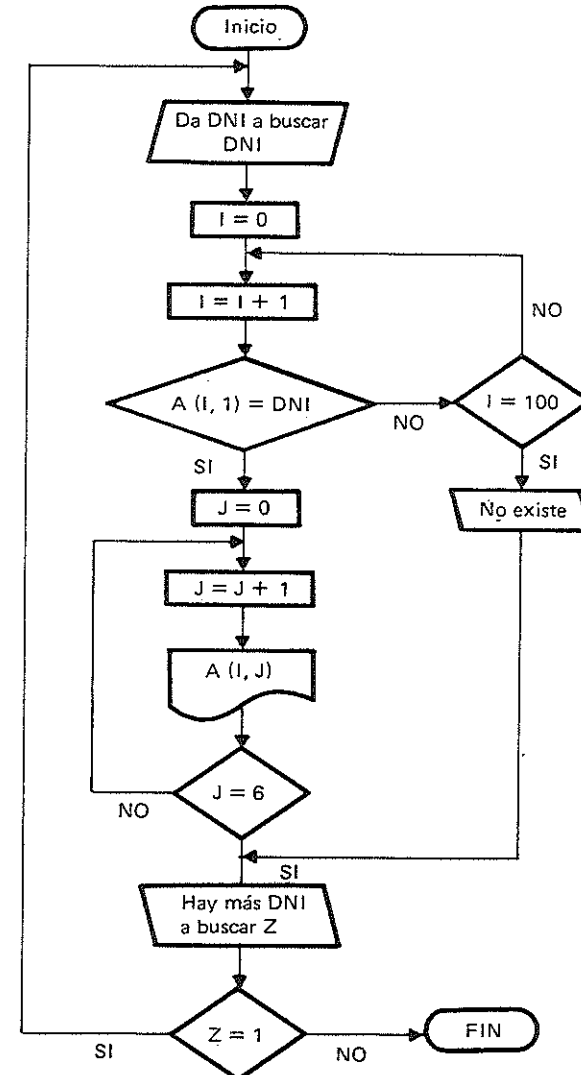 Inicio
Da DNI a buscar
DNI
I = 0
I = I + 1
NO
A (I, 1) = DNI
NO
I = 100
SI
SI
J = 0
No existe
J = J + 1
A (I, J)
J = 6
NO
SI
Hay más DNI
a buscar Z
Z = 1
FIN
SI
NO